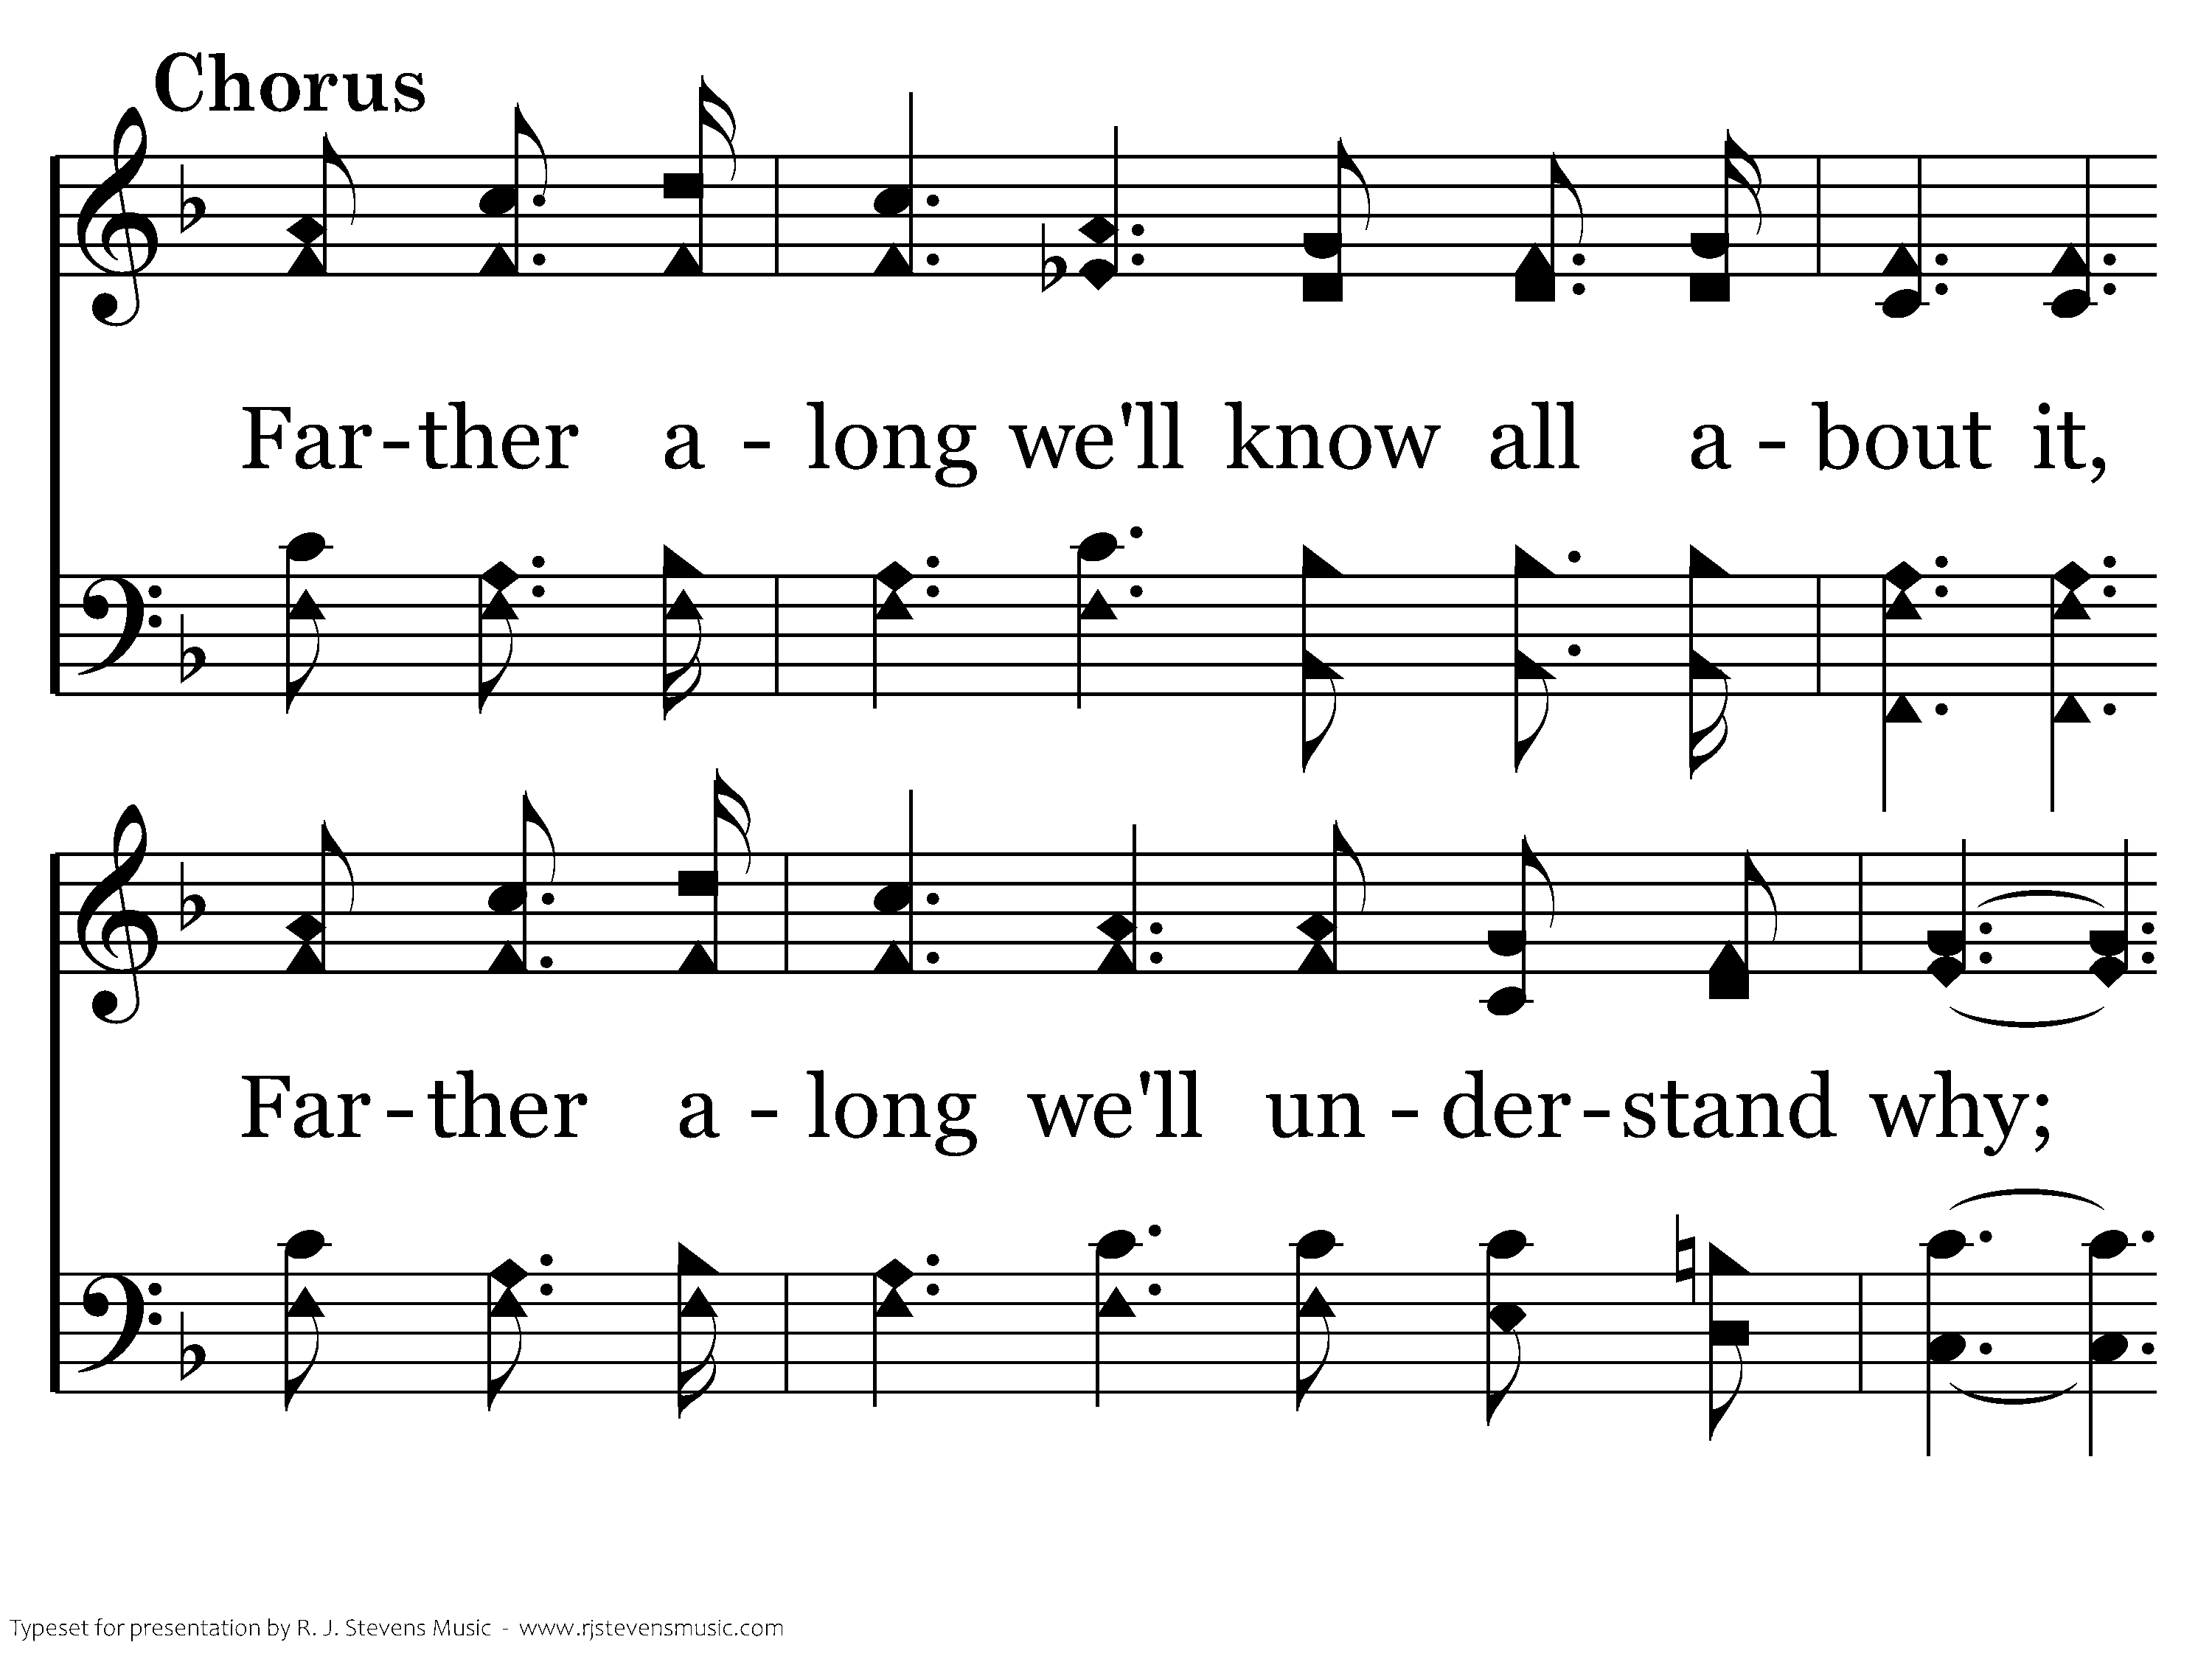 Chorus
Far-ther a - long we'll know all a - bout it,
Far-ther a - long we'll un - der-stand why;
Typeset for presentation by R. J. Stevens Music - www.rjstevensmusic.com